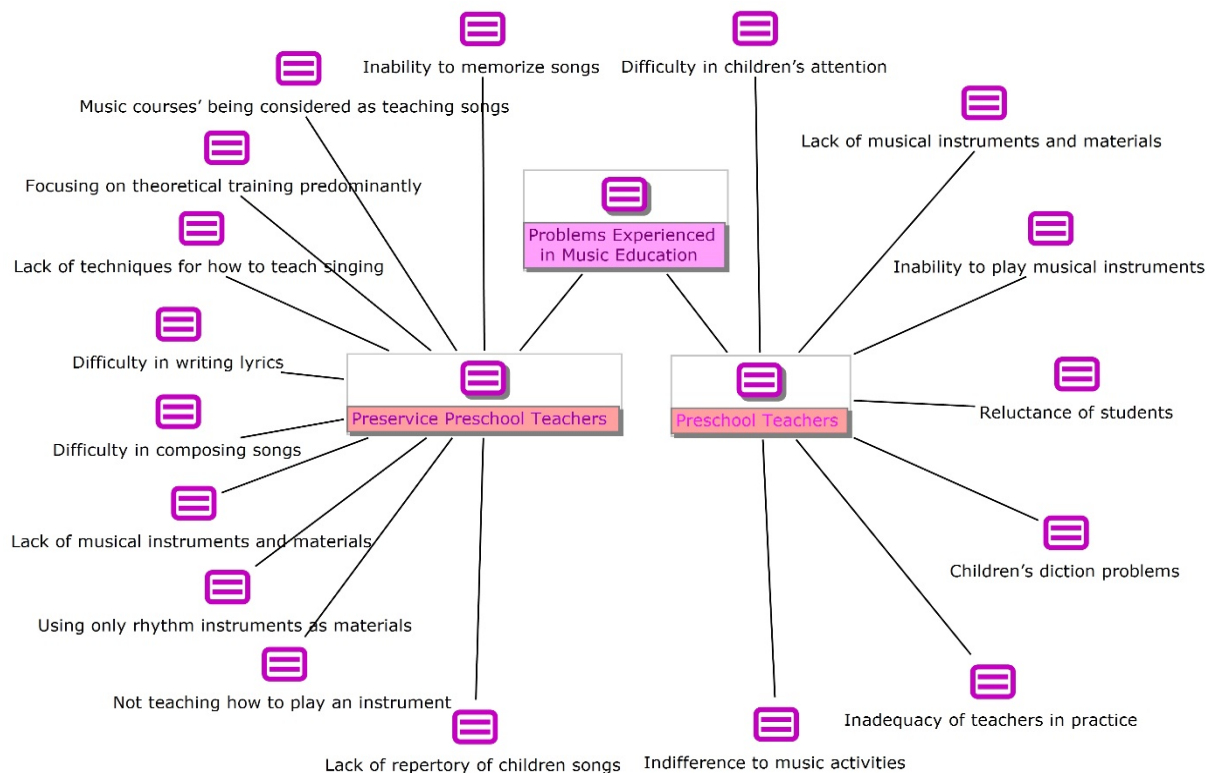 Inability to memorize songs
Difficulty in children's attention
Music courses' being considered as teaching songs
Lack of musical instruments and materials
Focusing on theoretical training predominantly
Problems Experienced
in Music Education
Lack of techniques for how to teach singing
Inability to play musical instruments
Difficulty in writing lyrics
Preservice Preschool Teachers
Preschool Teachers
Reluctance of students
Difficulty in composing songs
Lack of musical instruments and materials
Children's diction problems
Using only rhythm instruments as materials
Not teaching how to play an instrument
Inadequacy of teachers in practice
Lack of repertory of children songs
Indifference to music activities